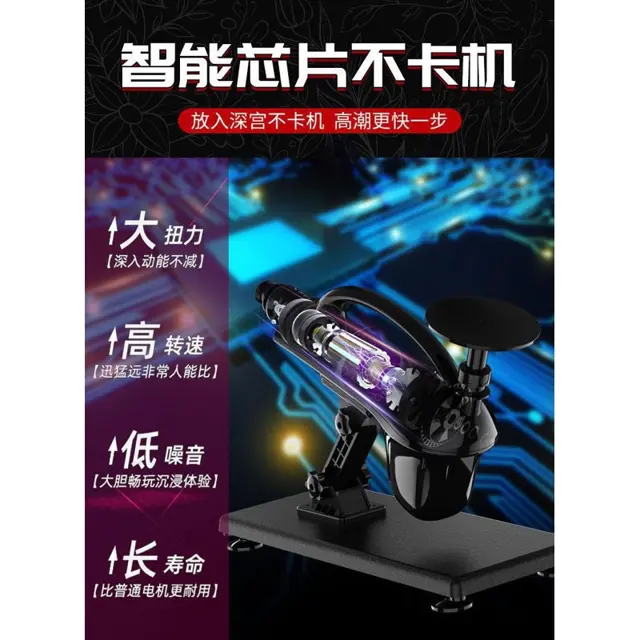 智能芯片不卡机
放入深宫不卡机 高潮更快一步
大 扭力
【深入动能不减】
高 转速
【迅猛远非常人能比】
低 噪音
【大胆畅玩沉浸体验】
长 寿命
【比普通电机更耐用】